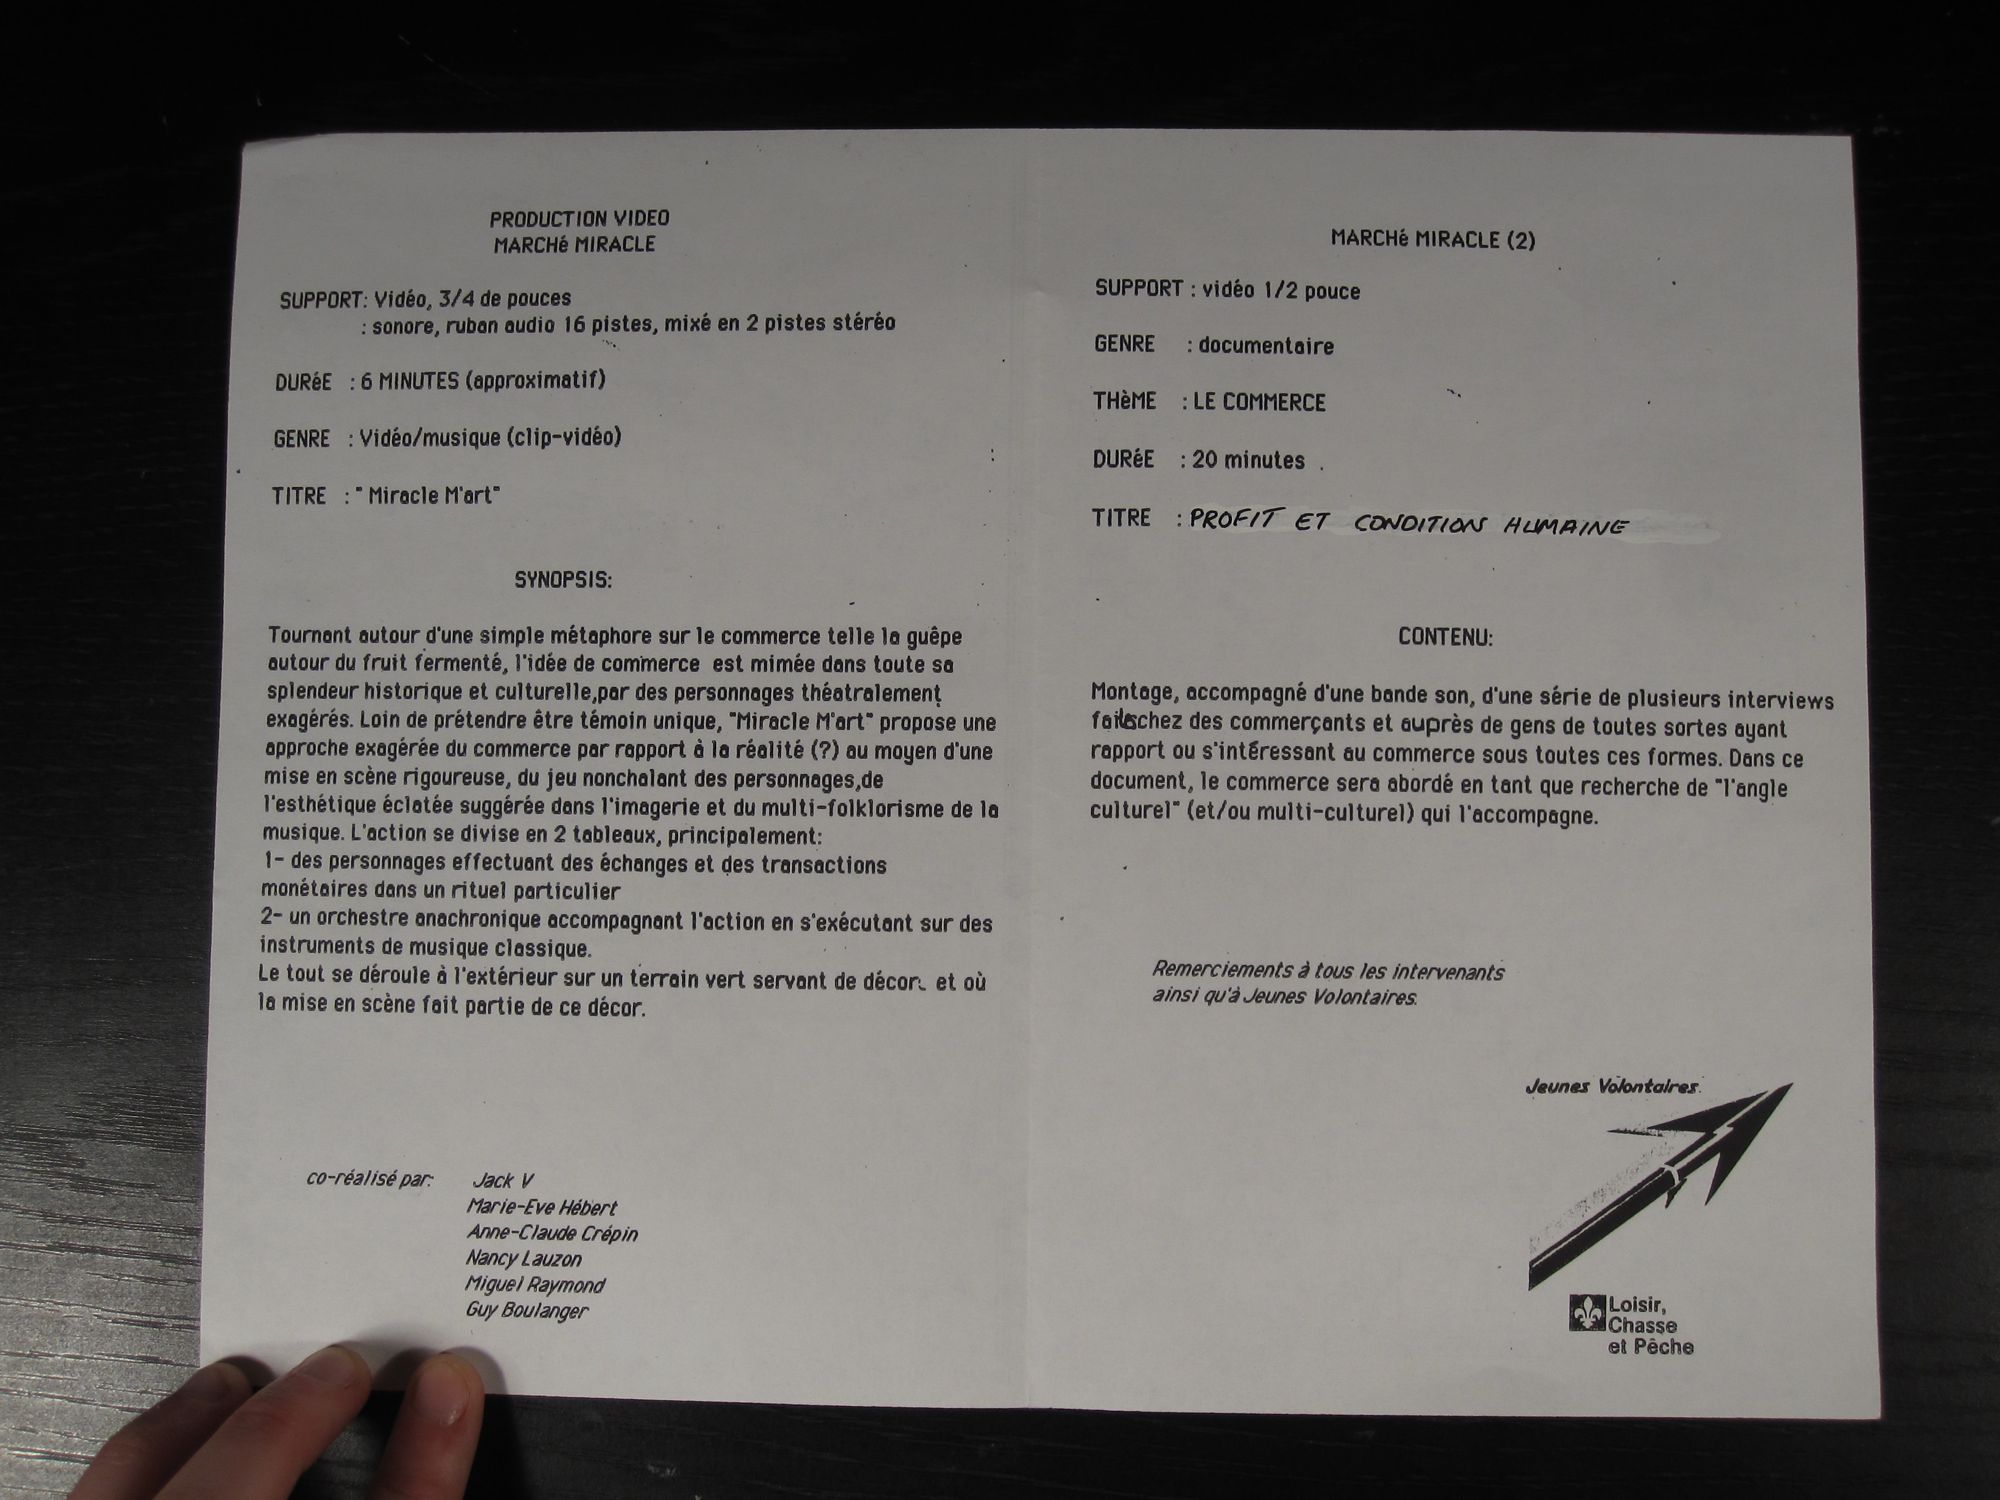 PRODUCTION VIDEO
MARCHé MIRACLE
SUPPORT: Vidéo, 3/4 de pouces
: sonore, ruban audio 16 pistes, mixé en 2 pistes stéréo
DURéE : 6 MINUTES (approximatif)
GENRE : Vidéo/musique (clip-vidéo)
TITRE : " Miracle M'art"
SYNOPSIS:
Tournant autour d'une simple métaphore sur le commerce telle la guêpe
autour du fruit fermenté, l'idée de commerce est mimée dans toute sa
splendeur historique et culturelle,par des personnages théatralement
exagérés. Loin de prétendre être témoin unique, "Miracle M'art" propose une
approche exagérée du commerce par rapport à la réalité (?) au moyen d'une
mise en scène rigoureuse, du jeu nonchalant des personnages,de
l'esthétique éclatée suggérée dans l'imagerie et du multi-folklorisme de la
musique. L'action se divise en 2 tableaux, principalement:
1- des personnages effectuant des échanges et des transactions
monétaires dans un rituel particulier
2- un orchestre anachronique accompagnant l'action en s'exécutant sur des
instruments de musique classique.
Le tout se déroule à l'extérieur sur un terrain vert servant de décor. et où
la mise en scène fait partie de ce décor.
co-réalisé par: Jack V
Marie-Eve Hébert
Anne-Claude Crépin
Nancy Lauzon
Miguel Raymond
Guy Boulanger
MARCHé MIRACLE (2)
SUPPORT : vidéo 1/2 pouce
GENRE : documentaire
THèME : LE COMMERCE
DURéE : 20 minutes .
TITRE : PROFIT ET CONDITION HUMAINE
CONTENU:
Montage, accompagné d'une bande son, d'une série de plusieurs interviews
faites chez des commerçants et auprès de gens de toutes sortes ayant
rapport ou s'intéressant au commerce sous toutes ces formes. Dans ce
document, le commerce sera abordé en tant que recherche de "l'angle
culturel" (et/ou multi-culturel) qui l'accompagne.
Remerciements à tous les intervenants
ainsi qu'à Jeunes Volontaires.
Jeunes Volontaires
Loisir,
Chasse
et Pêche